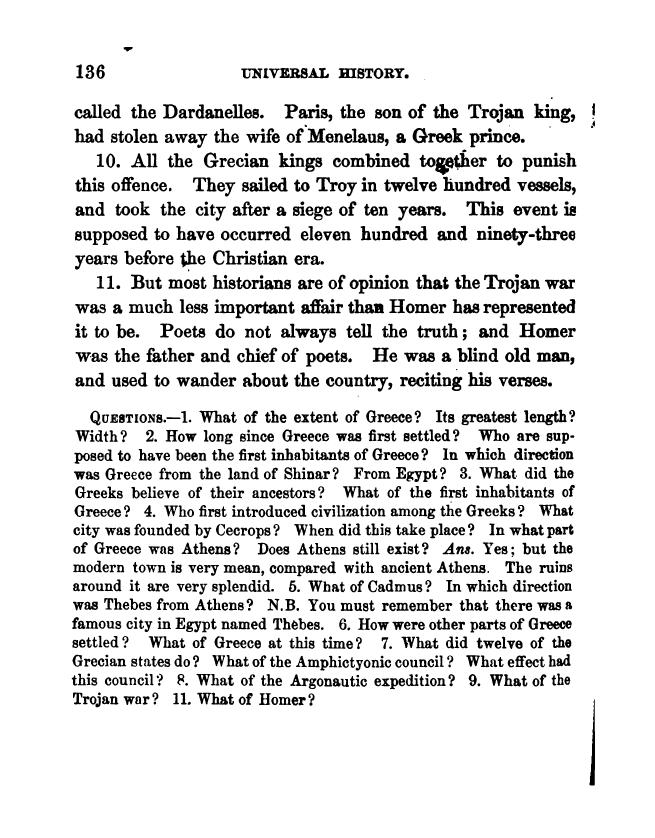 136 UNIVERSAL HISTORY.
called the Dardanelles. Paris, the son of the Trojan king,
had stolen away the wife of Menelaus, a Greek prince.
10. All the Grecian kings combined together to punish
this offence. They sailed to Troy in twelve hundred vessels,
and took the city after a siege of ten years. This event is
supposed to have occurred eleven hundred and ninety-three
years before the Christian era.
11. But most historians are of opinion that the Trojan war
was a much less important affair than Homer has represented
it to be. Poets do not always tell the truth; and Homer
was the father and chief of poets. He was a blind old man,
and used to wander about the country, reciting his verses.
QUESTIONS.—1. What of the extent of Greece? Its greatest length?
Width? 2. How long since Greece was first settled? Who are sup-
posed to have been the first inhabitants of Greece? In which direction
was Greece from the land of Shinar? From Egypt? 3. What did the
Greeks believe of their ancestors? What of the first inhabitants of
Greece? 4. Who first introduced civilization among the Greeks? What
city was founded by Cecrops? When did this take place? In what part
of Greece was Athens? Does Athens still exist? Ans. Yes; but the
modern town is very mean, compared with ancient Athens. The ruins
around it are very splendid. 5. What of Cadmus? In which direction
was Thebes from Athens? N.B. You must remember that there was a
famous city in Egypt named Thebes. 6. How were other parts of Greece
settled? What of Greece at this time? 7. What did twelve of the
Grecian states do? What of the Amphictyonic council? What effect had
this council? 8. What of the Argonautic expedition? 9. What of the
Trojan war? 11. What of Homer?